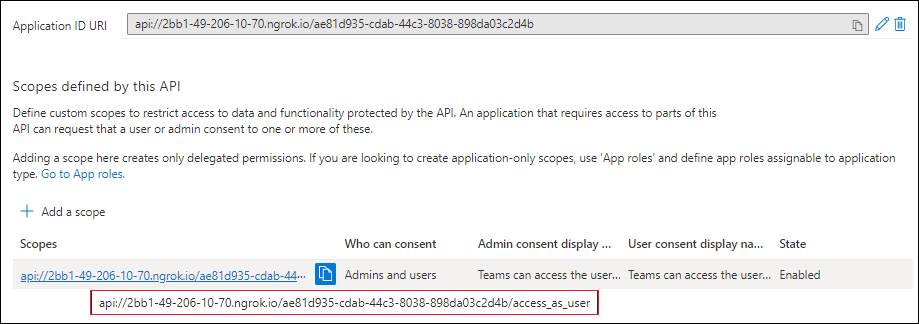 Application ID URI
api://2bb1-49-206-10-70.ngrok.io/ae81d935-cdab-44c3-8038-898da03c2d4b
Scopes defined by this API
Define custom scopes to restrict access to data and functionality protected by the API. An application that requires access to parts of this
API can request that a user or admin consent to one or more of these.
Adding a scope here creates only delegated permissions. If you are looking to create application-only scopes, use 'App roles' and define app roles assignable to application
type. Go to App roles.
Add a scope
Scopes Who can consent Admin consent display ... User consent display na... State
api://2bb1-49-206-10-70.ngrok.io/ae81d935-cdab-44... Admins and users Teams can access the user... Teams can access the user... Enabled
api://2bb1-49-206-10-70.ngrok.io/ae81d935-cdab-44c3-8038-898da03c2d4b/access_as_user